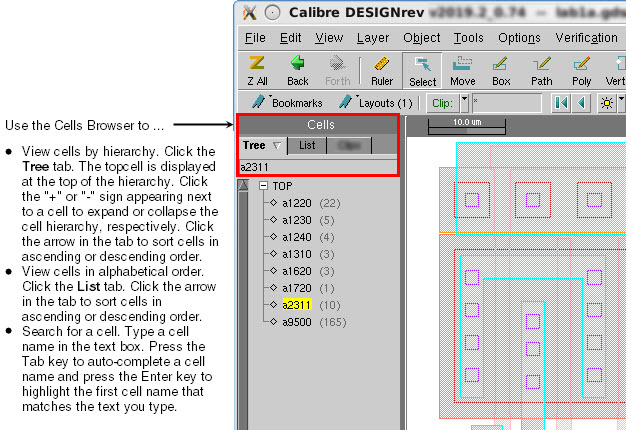 Calibre DESIGNrev
File Edit View Layer Object Tools Options Verification
Z All Back Forth Ruler Select Move Box Path Poly Vert
Bookmarks Layouts (1) Clip: *
Use the Cells Browser to ...
Cells
10.0 um
Tree List
a2311
• View cells by hierarchy. Click the
Tree tab. The topcell is displayed
at the top of the hierarchy. Click
the "+" or "-" sign appearing next
to a cell to expand or collapse the
cell hierarchy, respectively. Click
the arrow in the tab to sort cells in
ascending or descending order.
• View cells in alphabetical order.
Click the List tab. Click the arrow
in the tab to sort cells in
ascending or descending order.
• Search for a cell. Type a cell
name in the text box. Press the
Tab key to auto-complete a cell
name and press the Enter key to
highlight the first cell name that
matches the text you type.
TOP
a1220 (22)
a1230 (5)
a1240 (4)
a1310 (3)
a1620 (3)
a1720 (1)
a2311 (10)
a9500 (165)